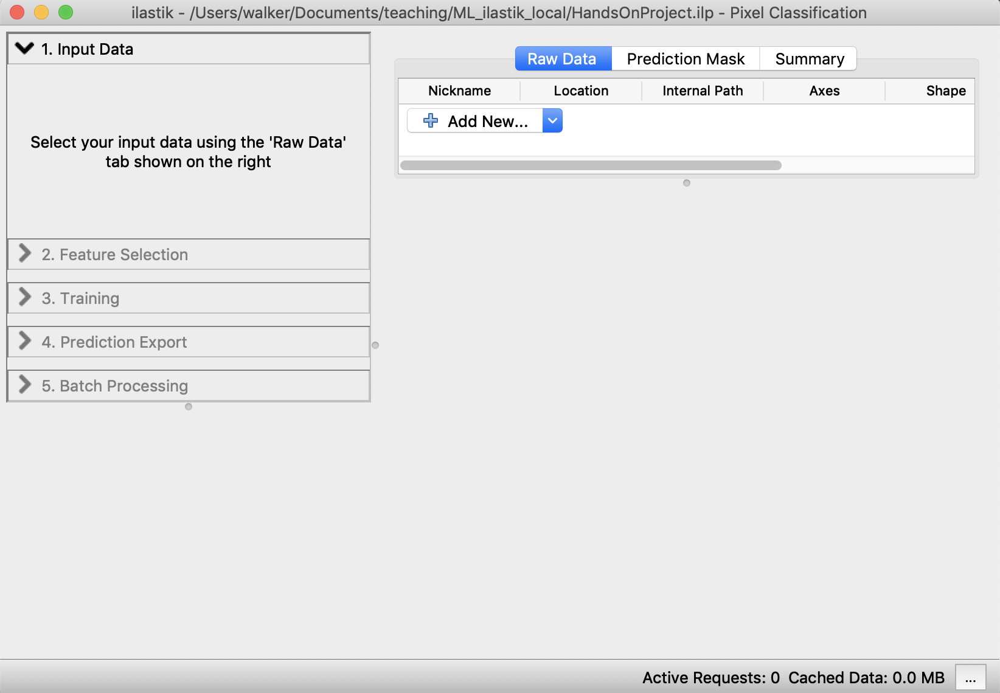 ilastik - /Users/walker/Documents/teaching/ML_ilastik_local/HandsOnProject.ilp - Pixel Classification
1. Input Data
Select your input data using the 'Raw Data'
tab shown on the right
2. Feature Selection
3. Training
4. Prediction Export
5. Batch Processing
Raw Data Prediction Mask Summary
Nickname Location Internal Path Axes Shape
Add New...
Active Requests: 0 Cached Data: 0.0 MB ...